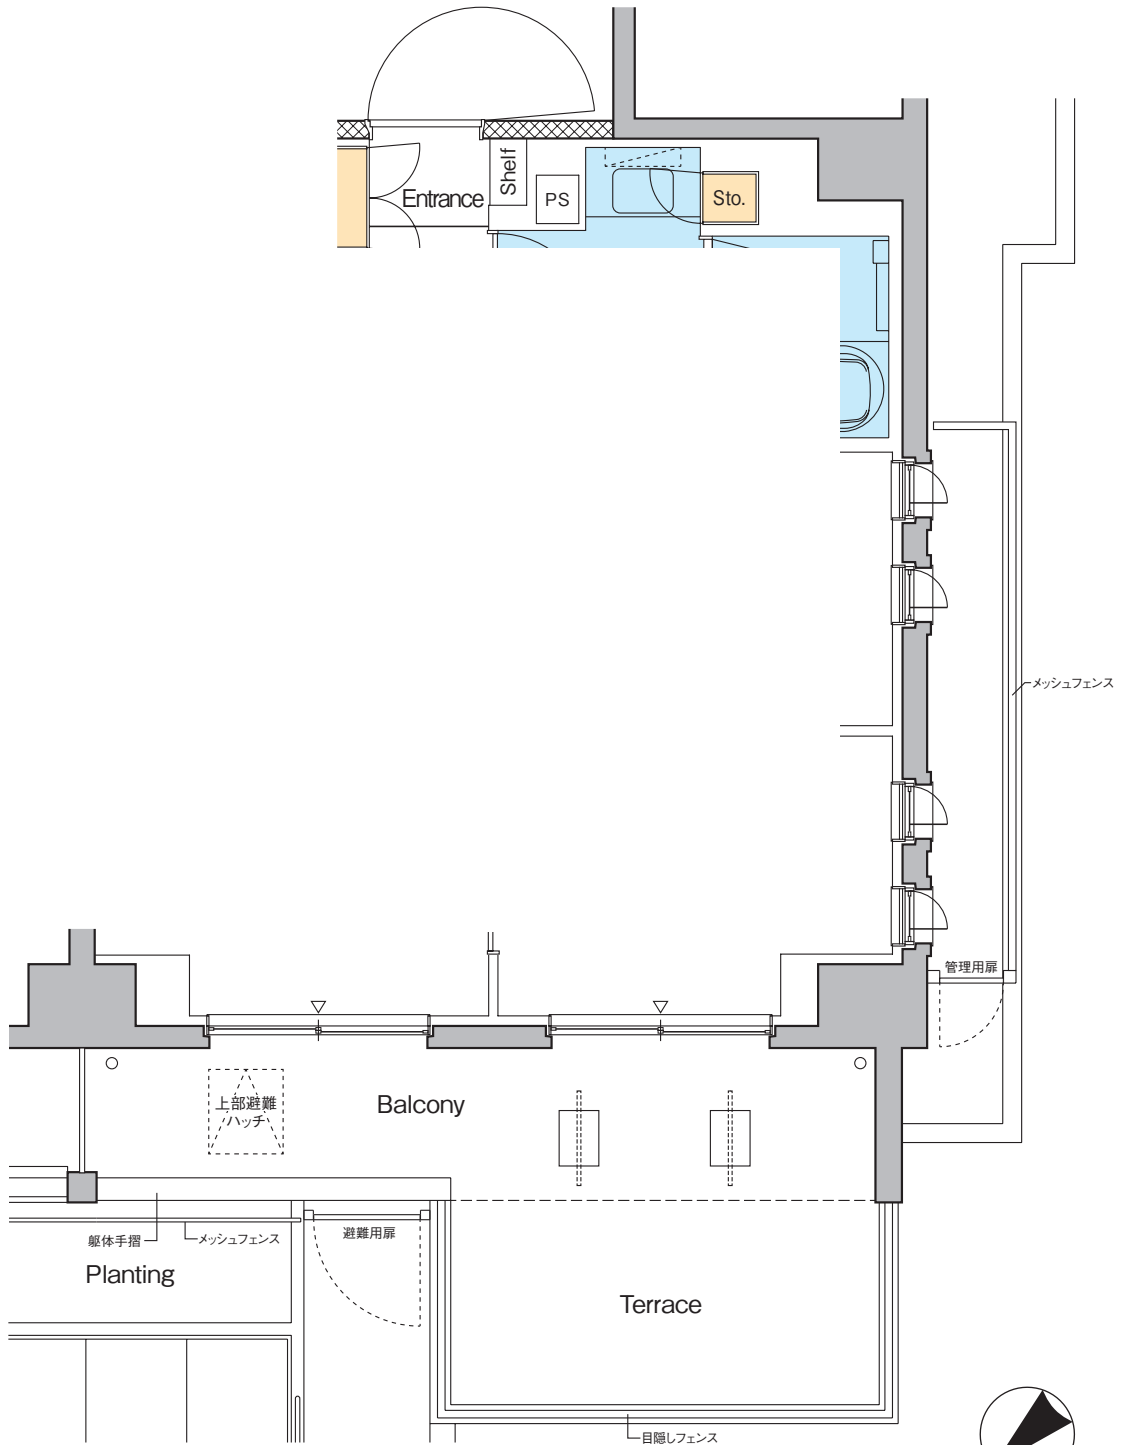 Shelf
Entrance
PS
Sto.
メッシュフェンス
管理用扉
上部避難
ハッチ
Balcony
躯体手摺
メッシュフェンス
避難用扉
Planting
Terrace
目隠しフェンス